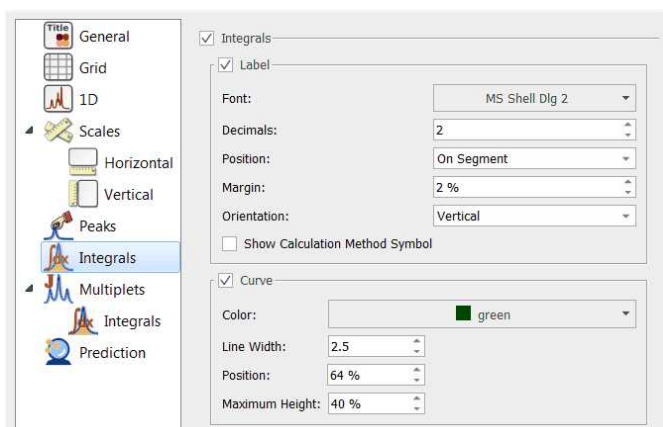 Title
General
Grid
1D
Scales
Horizontal
Vertical
Peaks
Integrals
Multiplets
Integrals
Prediction
Integrals
Label
Font: MS Shell Dlg 2
Decimals: 2
Position: On Segment
Margin: 2 %
Orientation: Vertical
Show Calculation Method Symbol
Curve
Color: green
Line Width: 2.5
Position: 64 %
Maximum Height: 40 %